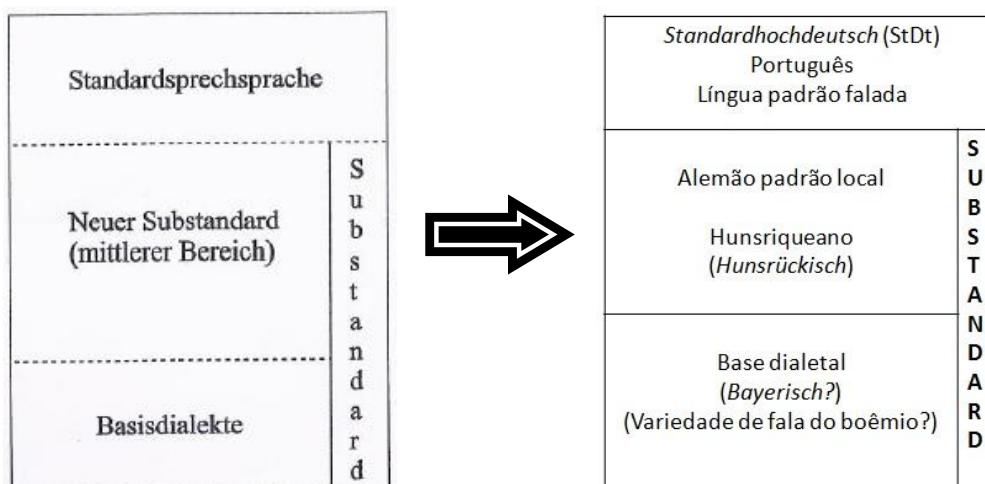 Standardsprechsprache
Neuer Substandard
(mittlerer Bereich)
Basisdialekte
Substandard
Standardhochdeutsch (StDt)
Português
Língua padrão falada
Alemão padrão local
Hunsriqueano
(Hunsrückisch)
Base dialetal
(Bayerisch?)
(Variedade de fala do boêmio?)
SUBSTANDARD